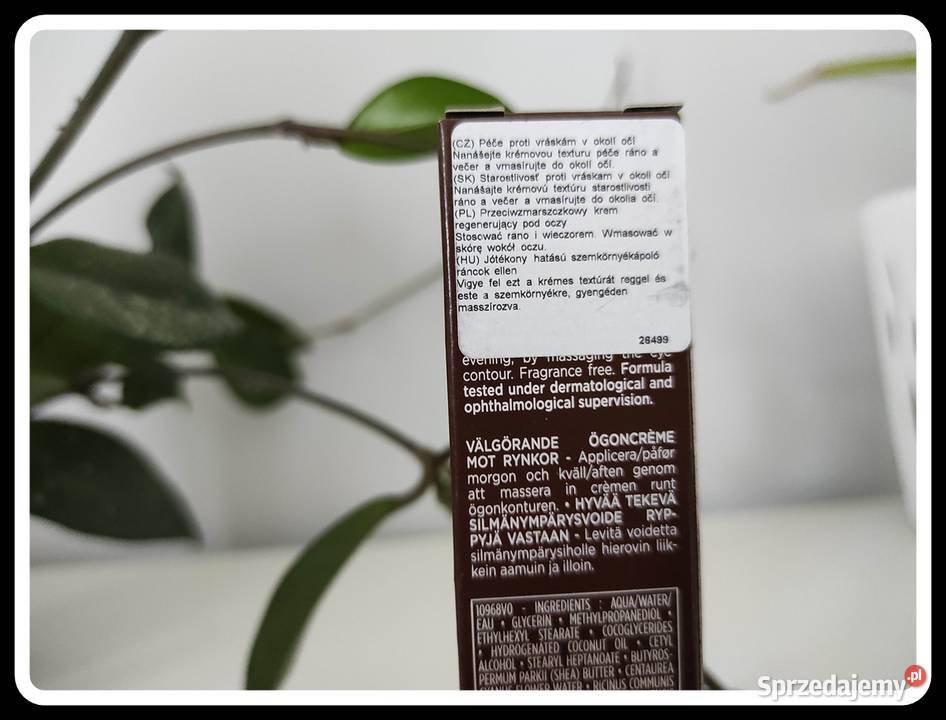 (CZ) Péče proti vráskám v okolí očí
Nanášejte krémovou texturu péče ráno a
večer a vmasírujte do okolí očí.
(SK) Starostlivosť proti vráskam v okolí očí
Nanášajte krémovú textúru starostlivosti
ráno a večer a vmasírujte do okolia očí.
(PL) Przeciwzmarszczkowy krem
regenerujący pod oczy
Stosować rano i wieczorem. Wmasować w
skórę wokół oczu.
(HU) Jótékony hatású szemkörnyékápoló
ráncok ellen
Vigye fel ezt a krémes textúrát reggel és
este a szemkörnyékre, gyengéden
masszírozva.
26499
evening, by massaging the eye
contour. Fragrance free. Formula
tested under dermatological and
ophthalmological supervision.
VÄLGÖRANDE ÖGONCRÈME
MOT RYNKOR - Applicera/påfør
morgon och kväll/aften genom
att massera in crèmen runt
ögonkonturen. • HYVÄÄ TEKEVÄ
SILMÄNYMPÄRYSVOIDE RYP-
PYJÄ VASTAAN - Levitä voidetta
silmänympärysiholle hierovin liik-
kein aamuin ja illoin.
10968V0 - INGREDIENTS : AQUA/WATER/
EAU • GLYCERIN • METHYLPROPANEDIOL •
ETHYLHEXYL STEARATE • COCOGLYCERIDES
• HYDROGENATED COCONUT OIL • CETYL
ALCOHOL • STEARYL HEPTANOATE • BUTYROS-
PERMUM PARKII (SHEA) BUTTER • CENTAUREA
CYANUS FLOWER WATER • RICINUS COMMUNIS
Sprzedajemy.pl